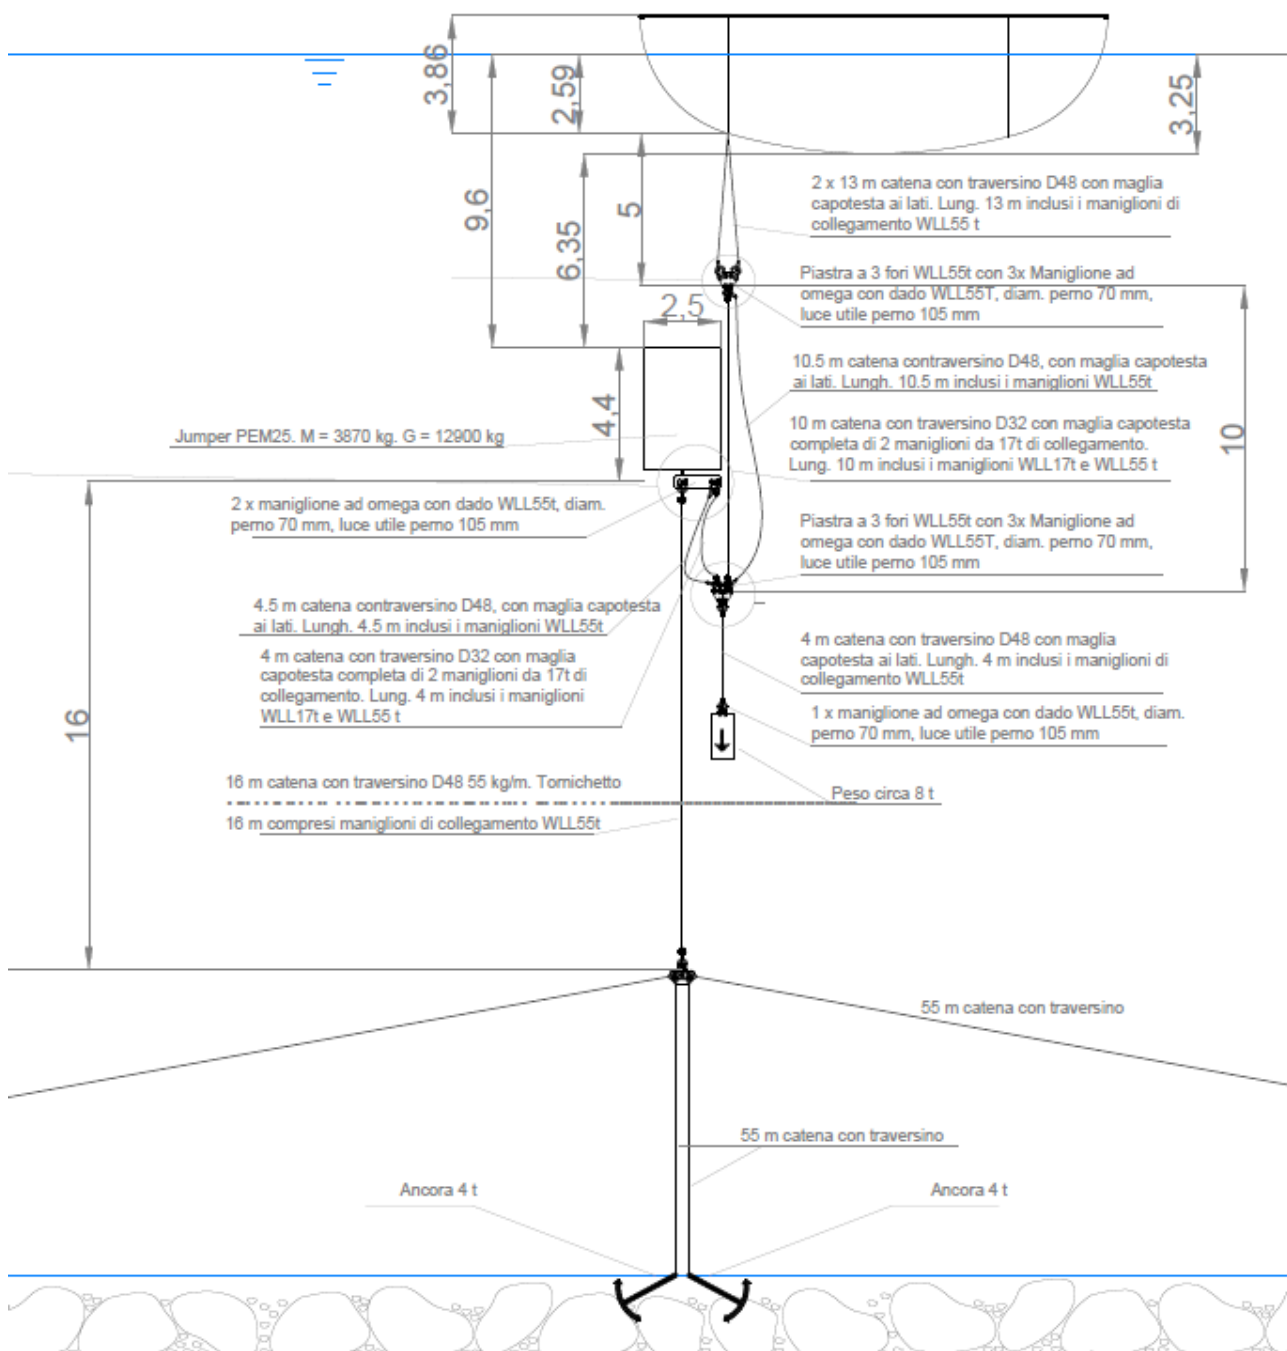 3,86
2,59
3,25
9,6
5
6,35
2 x 13 m catena con traversino D48 con maglia
capotesta ai lati. Lung. 13 m inclusi i maniglioni di
collegamento WLL55 t
Piastra a 3 fori WLL55t con 3x Maniglione ad
omega con dado WLL55T, diam. perno 70 mm,
luce utile perno 105 mm
2,5
10.5 m catena contraversino D48, con maglia capotesta
ai lati. Lungh. 10.5 m inclusi i maniglioni WLL55t
4,4
10 m catena con traversino D32 con maglia capotesta
completa di 2 maniglioni da 17t di collegamento.
Lung. 10 m inclusi i maniglioni WLL17t e WLL55 t
10
Jumper PEM25. M = 3870 kg. G = 12900 kg
2 x maniglione ad omega con dado WLL55t, diam.
perno 70 mm, luce utile perno 105 mm
Piastra a 3 fori WLL55t con 3x Maniglione ad
omega con dado WLL55T, diam. perno 70 mm,
luce utile perno 105 mm
4.5 m catena contraversino D48, con maglia capotesta
ai lati. Lungh. 4.5 m inclusi i maniglioni WLL55t
4 m catena con traversino D32 con maglia
capotesta completa di 2 maniglioni da 17t di
collegamento. Lung. 4 m inclusi i maniglioni
WLL17t e WLL55 t
4 m catena con traversino D48 con maglia
capotesta ai lati. Lungh. 4 m inclusi i maniglioni di
collegamento WLL55t
1 x maniglione ad omega con dado WLL55t, diam.
perno 70 mm, luce utile perno 105 mm
16
16 m catena con traversino D48 55 kg/m. Tornichetto
Peso circa 8 t
16 m compresi maniglioni di collegamento WLL55t
55 m catena con traversino
55 m catena con traversino
Ancora 4 t
Ancora 4 t